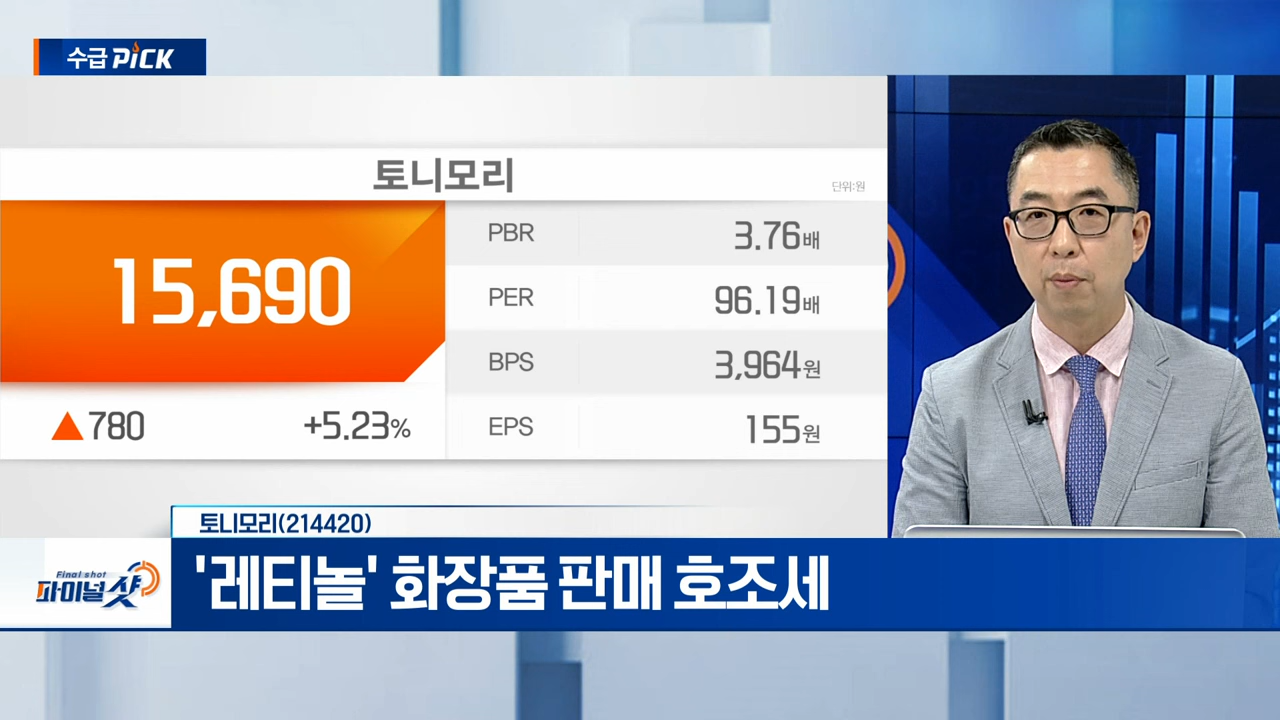 수급 PiCK
토니모리
단위:원
15,690
▲780 +5.23%
PBR 3.76배
PER 96.19배
BPS 3,964원
EPS 155원
토니모리(214420)
Final shot
파이널샷
'레티놀' 화장품 판매 호조세